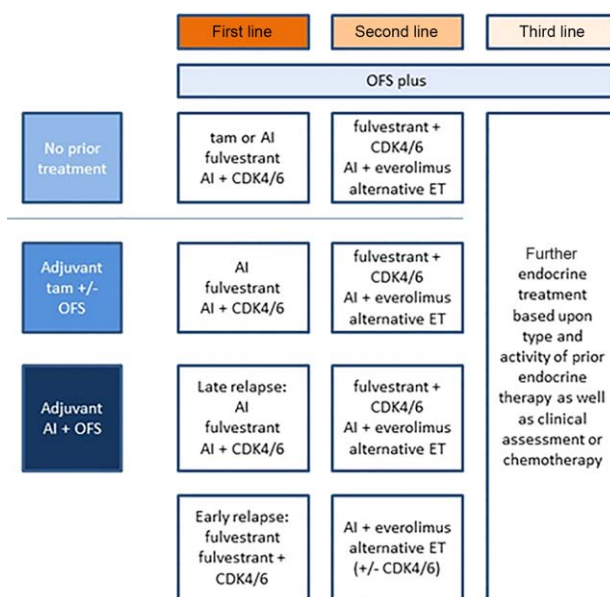 First line
Second line
Third line
OFS plus
No prior
treatment
tam or AI
fulvestrant
AI + CDK4/6
fulvestrant +
CDK4/6
AI + everolimus
alternative ET
Adjuvant
tam +/-
OFS
AI
fulvestrant
AI + CDK4/6
fulvestrant +
CDK4/6
AI + everolimus
alternative ET
Adjuvant
AI + OFS
Late relapse:
AI
fulvestrant
AI + CDK4/6
fulvestrant +
CDK4/6
AI + everolimus
alternative ET
Early relapse:
fulvestrant
fulvestrant +
CDK4/6
AI + everolimus
alternative ET
(+/- CDK4/6)
Further
endocrine
treatment
based upon
type and
activity of prior
endocrine
therapy as well
as clinical
assessment or
chemotherapy